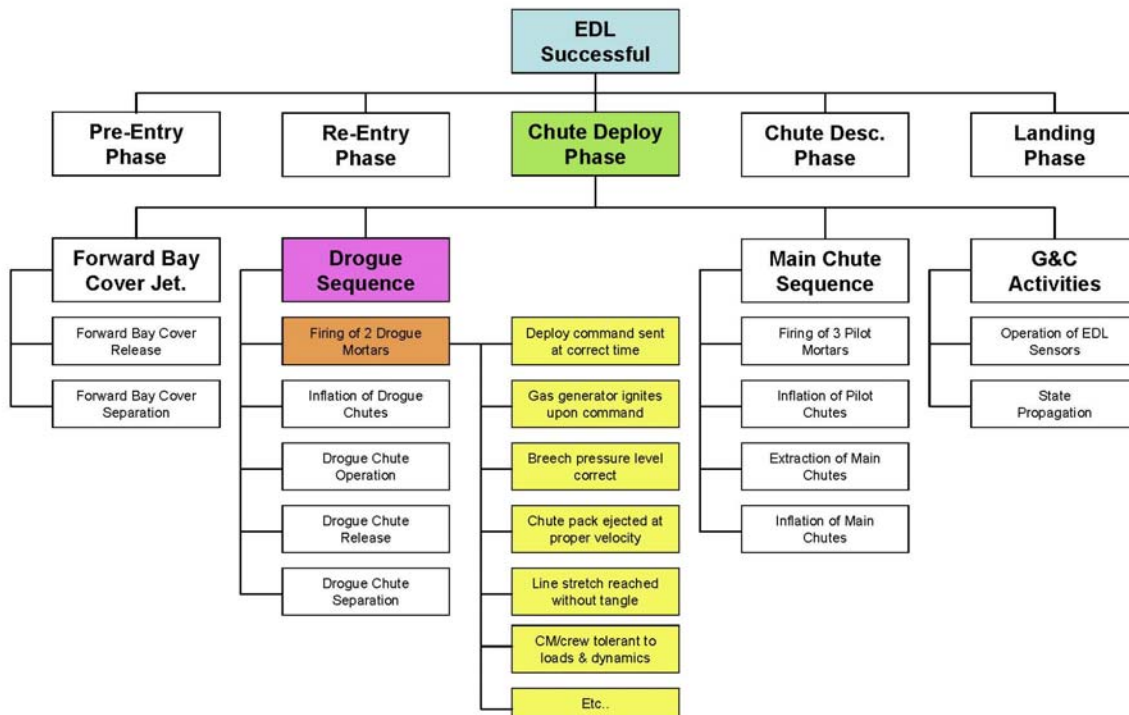 EDL
Successful
Pre-Entry
Phase
Re-Entry
Phase
Chute Deploy
Phase
Chute Desc.
Phase
Landing
Phase
Forward Bay
Cover Jet.
Forward Bay Cover
Release
Forward Bay Cover
Separation
Drogue
Sequence
Firing of 2 Drogue
Mortars
Inflation of Drogue
Chutes
Drogue Chute
Operation
Drogue Chute
Release
Drogue Chute
Separation
Deploy command sent
at correct time
Gas generator ignites
upon command
Breech pressure level
correct
Chute pack ejected at
proper velocity
Line stretch reached
without tangle
CM/crew tolerant to
loads & dynamics
Etc..
Main Chute
Sequence
Firing of 3 Pilot
Mortars
Inflation of Pilot
Chutes
Extraction of Main
Chutes
Inflation of Main
Chutes
G&C
Activities
Operation of EDL
Sensors
State
Propagation